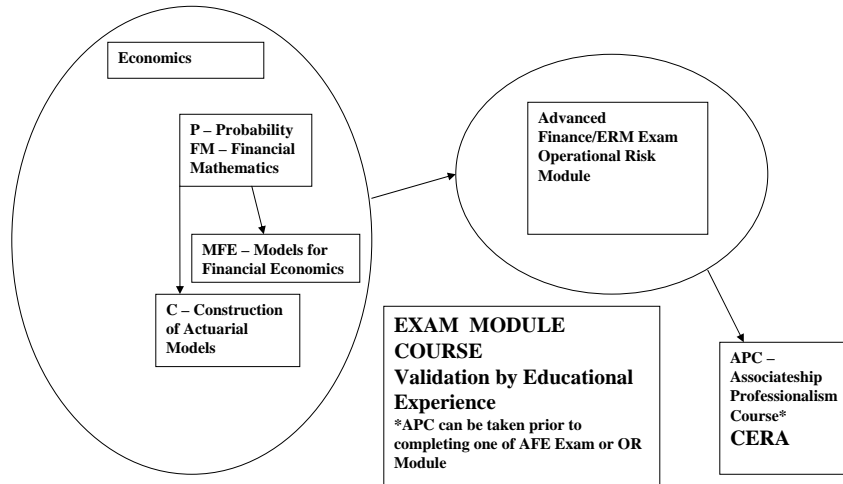 Economics
P – Probability
FM – Financial
Mathematics
MFE – Models for
Financial Economics
C – Construction
of Actuarial
Models
Advanced
Finance/ERM Exam
Operational Risk
Module
EXAM MODULE
COURSE
Validation by Educational
Experience
*APC can be taken prior to
completing one of AFE Exam or OR
Module
APC –
Associateship
Professionalism
Course*
CERA